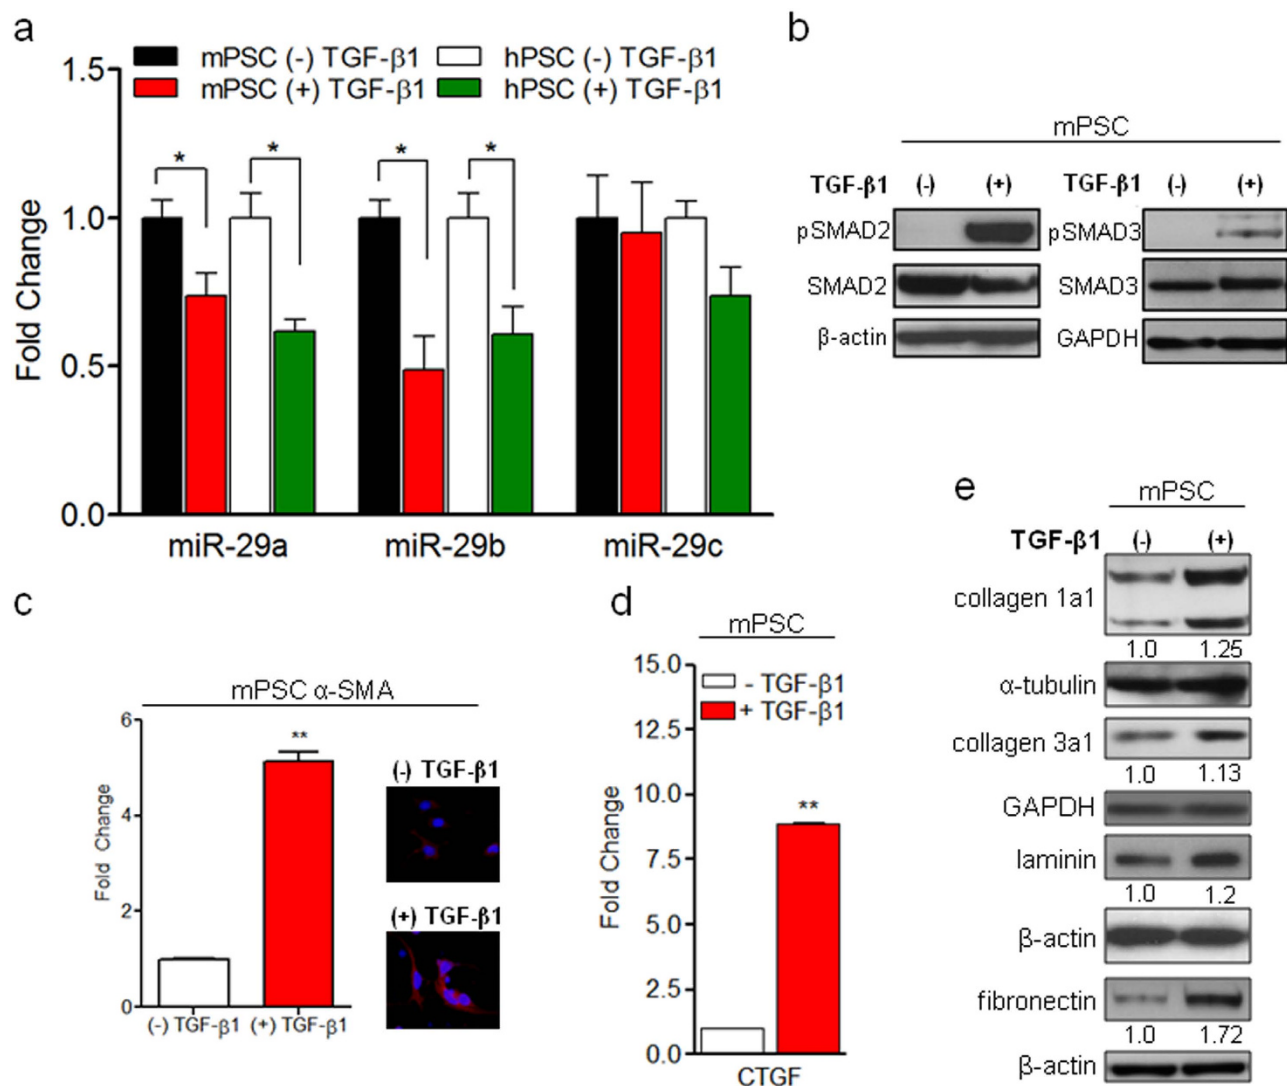 a
mPSC (-) TGF-β1
hPSC (-) TGF-β1
mPSC (+) TGF-β1
hPSC (+) TGF-β1
1.5
1.0
0.5
0.0
Fold Change
*
*
*
*
miR-29a
miR-29b
miR-29c
b
mPSC
TGF-β1 (-) (+)
pSMAD2
SMAD2
β-actin
TGF-β1 (-) (+)
pSMAD3
SMAD3
GAPDH
c
mPSC α-SMA
6
4
2
0
Fold Change
**
(-) TGF-β1
(+) TGF-β1
(-) TGF-β1
(+) TGF-β1
d
mPSC
- TGF-β1
+ TGF-β1
15.0
12.5
10.0
7.5
5.0
2.5
0.0
Fold Change
**
CTGF
e
mPSC
TGF-β1 (-) (+)
collagen 1a1
1.0 1.25
α-tubulin
collagen 3a1
1.0 1.13
GAPDH
laminin
1.0 1.2
β-actin
fibronectin
1.0 1.72
β-actin